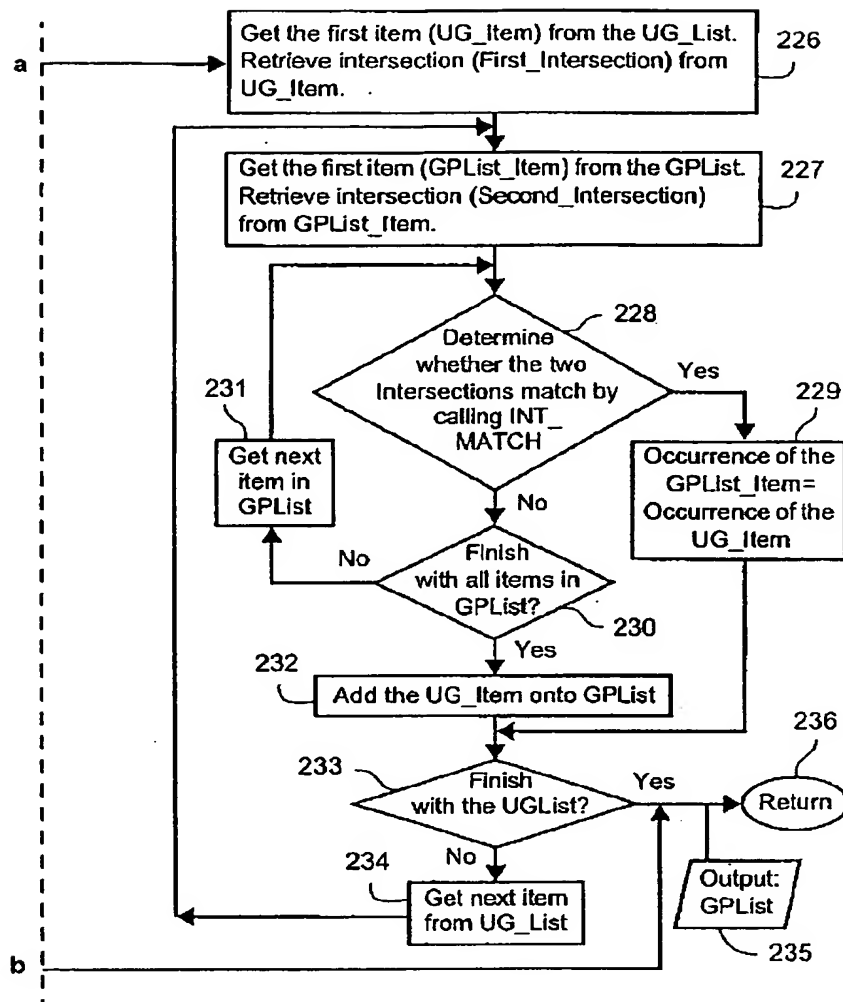 Get the first item (UG_Item) from the UG_List.
Retrieve intersection (First_Intersection) from
UG_Item.
226
a
Get the first item (GPList_Item) from the GPList.
Retrieve intersection (Second_Intersection)
from GPList_Item.
227
Determine
whether the two
Intersections match by
calling INT_
MATCH
228
Yes
231
Get next
item in
GPList
229
Occurrence of the
GPList_Item=
Occurrence of the
UG_Item
No
No
Finish
with all items in
GPList?
230
Yes
232
Add the UG_Item onto GPList
233
Finish
with the UGList?
Yes
236
Return
No
234
Get next item
from UG_List
Output:
GPList
235
b